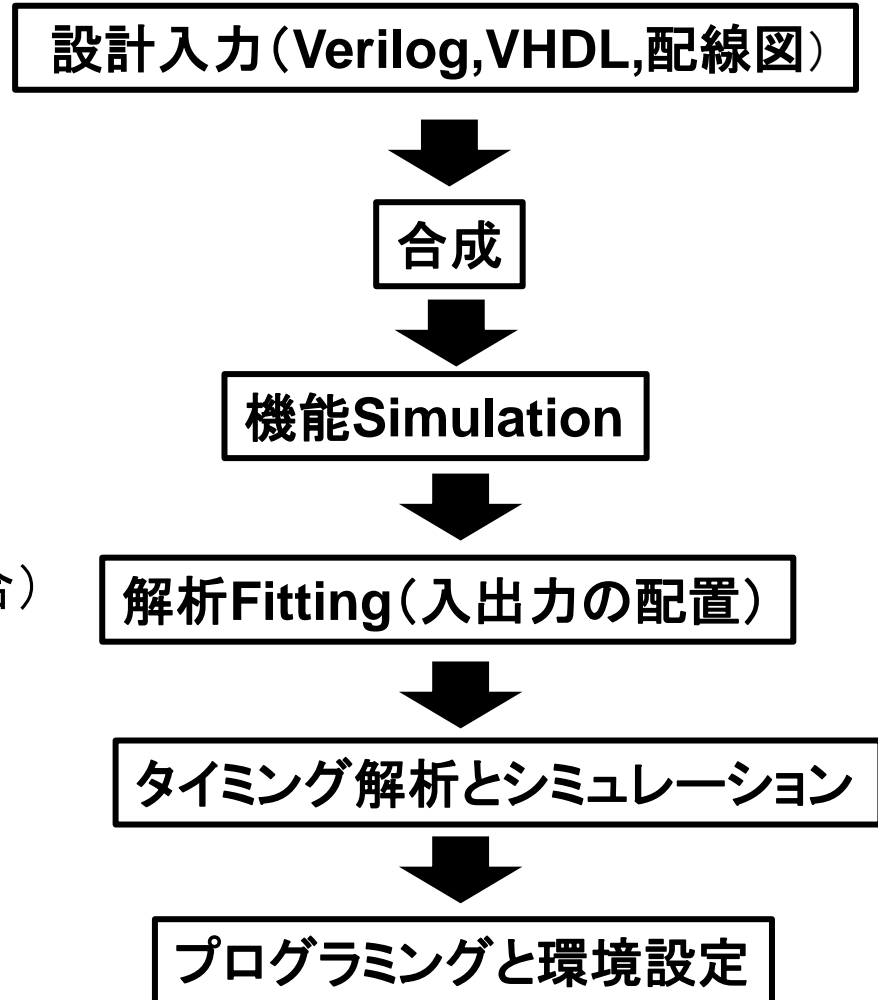 設計入力（Verilog,VHDL,配線図）
合成
機能Simulation
合）
解析Fitting（入出力の配置）
タイミング解析とシミュレーション
プログラミングと環境設定